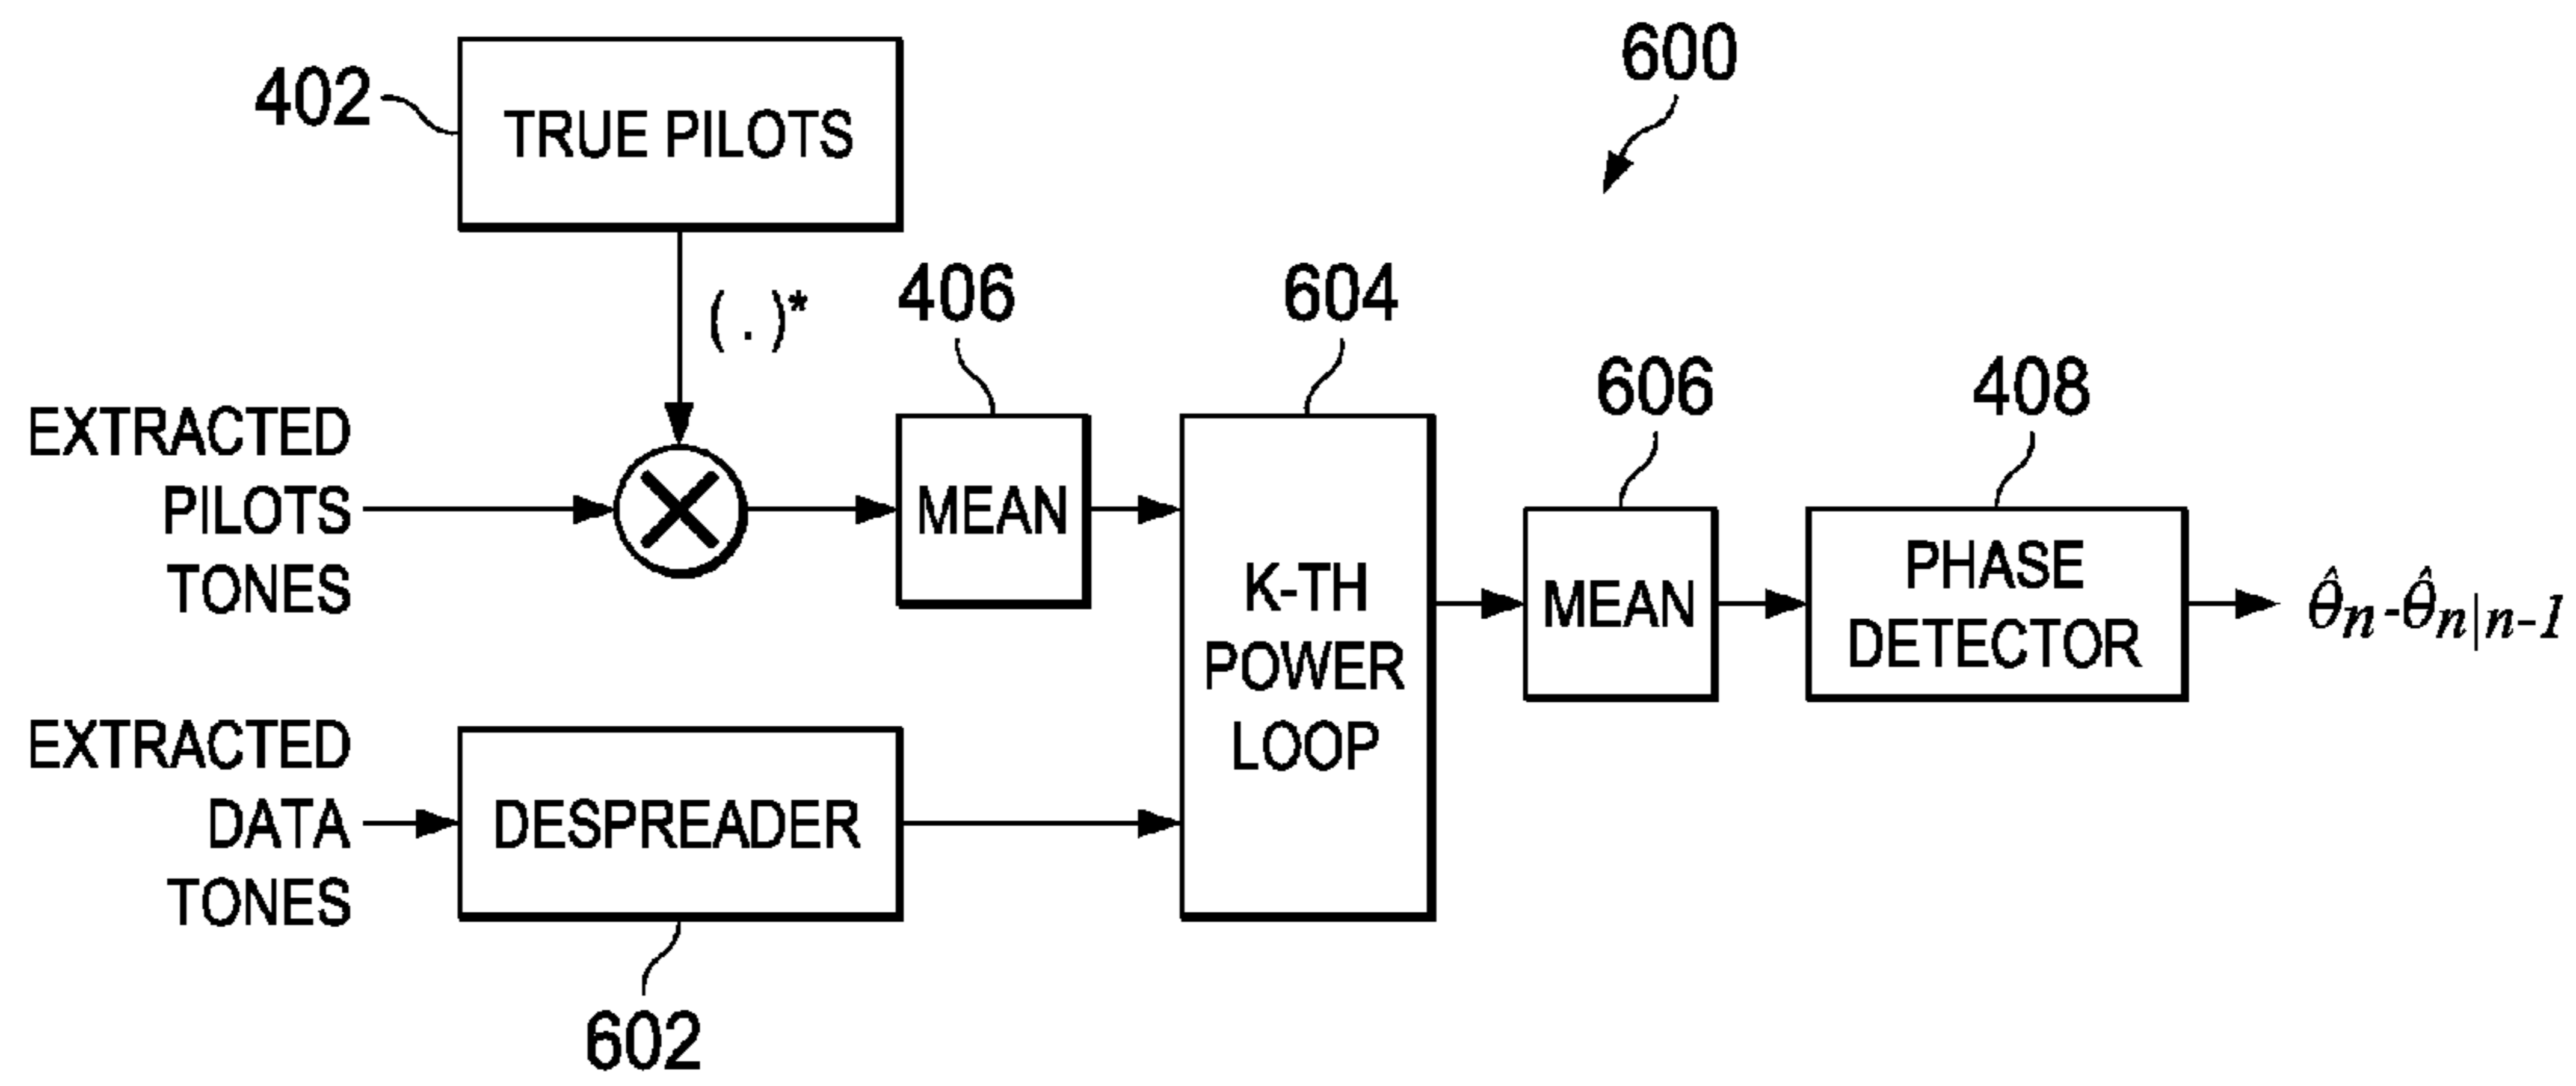 600
402
TRUE PILOTS
( . )*
406
604
606
408
EXTRACTED
PILOTS
TONES
MEAN
K-TH
POWER
LOOP
MEAN
PHASE
DETECTOR
θ̂n-θ̂n|n-1
EXTRACTED
DATA
TONES
DESPREADER
602